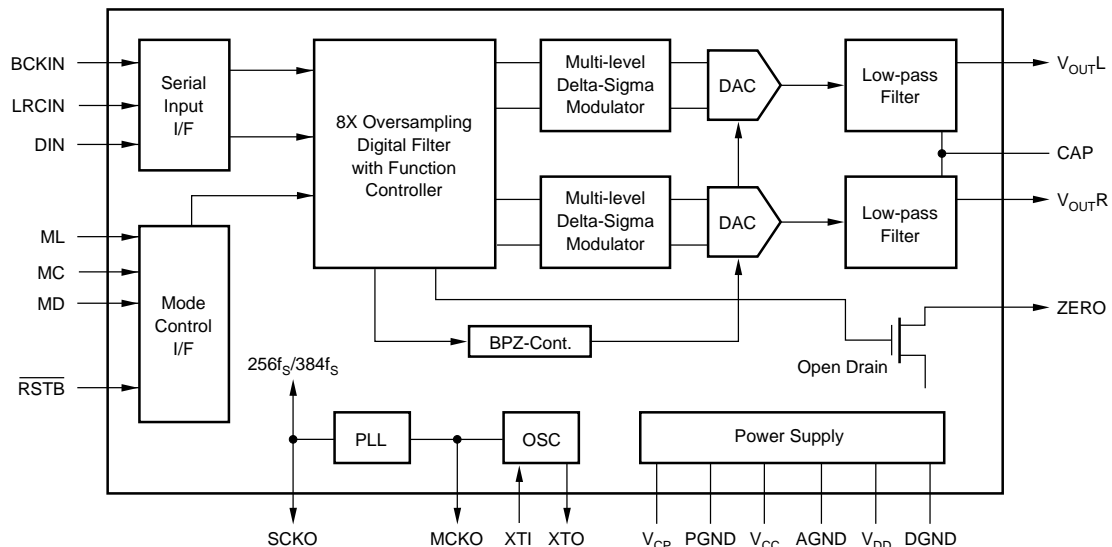 BCKIN
LRCIN
DIN
Serial
Input
I/F
8X Oversampling
Digital Filter
with Function
Controller
Multi-level
Delta-Sigma
Modulator
DAC
Low-pass
Filter
VOUTL
CAP
Multi-level
Delta-Sigma
Modulator
DAC
Low-pass
Filter
VOUTR
ML
MC
MD
RSTB
Mode
Control
I/F
BPZ-Cont.
Open Drain
ZERO
256fS/384fS
PLL
OSC
Power Supply
SCKO
MCKO
XTI
XTO
VCP
PGND
VCC
AGND
VDD
DGND